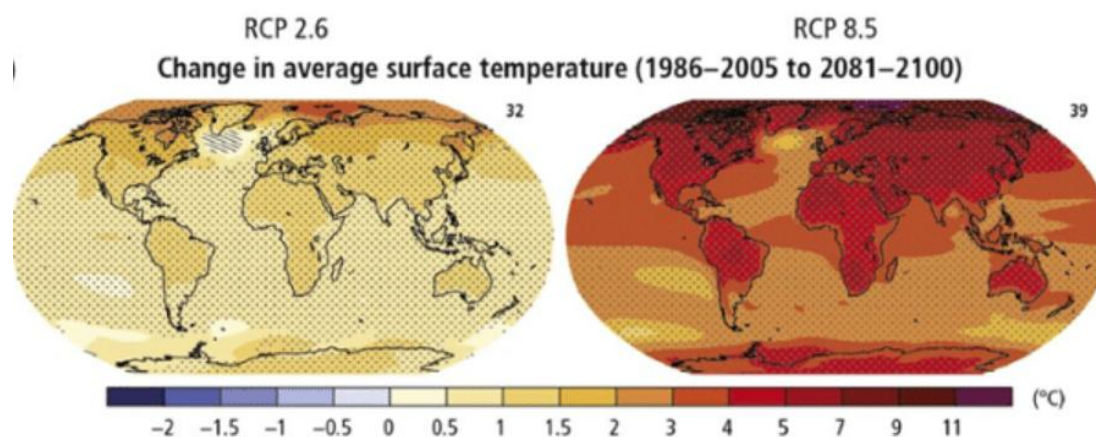 RCP 2.6 RCP 8.5
) Change in average surface temperature (1986–2005 to 2081–2100)
32 39
−2 −1.5 −1 −0.5 0 0.5 1 1.5 2 3 4 5 7 9 11 (°C)